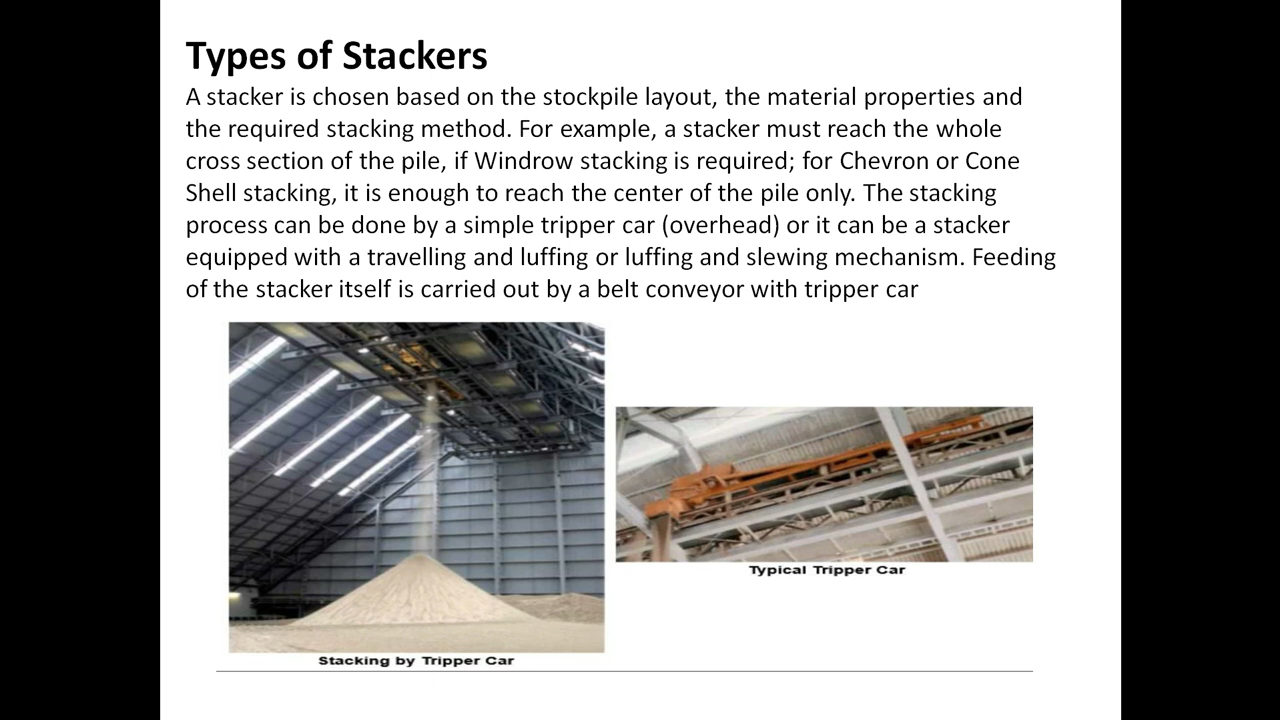 Types of Stackers
A stacker is chosen based on the stockpile layout, the material properties and
the required stacking method. For example, a stacker must reach the whole
cross section of the pile, if Windrow stacking is required; for Chevron or Cone
Shell stacking, it is enough to reach the center of the pile only. The stacking
process can be done by a simple tripper car (overhead) or it can be a stacker
equipped with a travelling and luffing or luffing and slewing mechanism. Feeding
of the stacker itself is carried out by a belt conveyor with tripper car
Typical Tripper Car
Stacking by Tripper Car